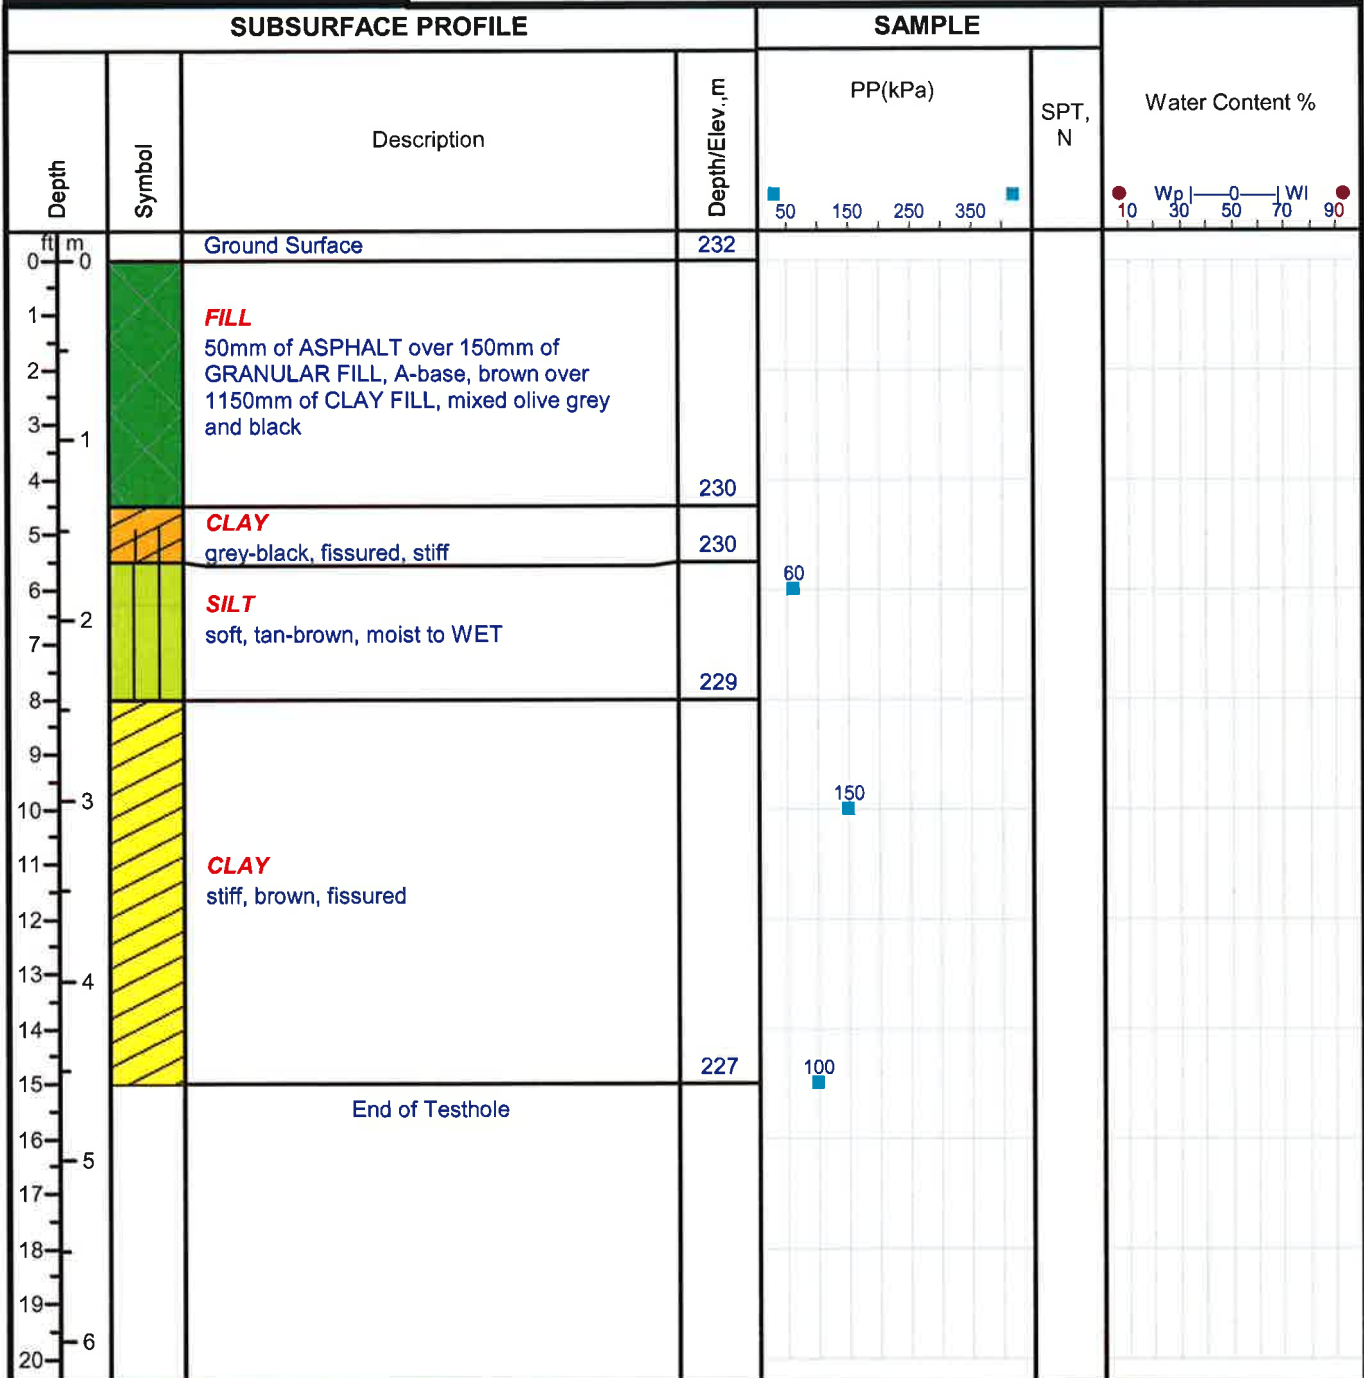 SUBSURFACE PROFILE
SAMPLE
Depth
Symbol
Description
Depth/Elev.,m
PP(kPa)
SPT,
N
Water Content %
Wp |——0——| Wl
50 150 250 350
10 30 50 70 90
ft m
Ground Surface
232
0 0
1
FILL
50mm of ASPHALT over 150mm of
2
GRANULAR FILL, A-base, brown over
1150mm of CLAY FILL, mixed olive grey
3
and black
1
4
230
CLAY
5
grey-black, fissured, stiff
230
60
6
SILT
2
soft, tan-brown, moist to WET
7
229
8
9
150
3
10
11
CLAY
stiff, brown, fissured
12
13
4
14
227
100
15
End of Testhole
16
5
17
18
19
6
20